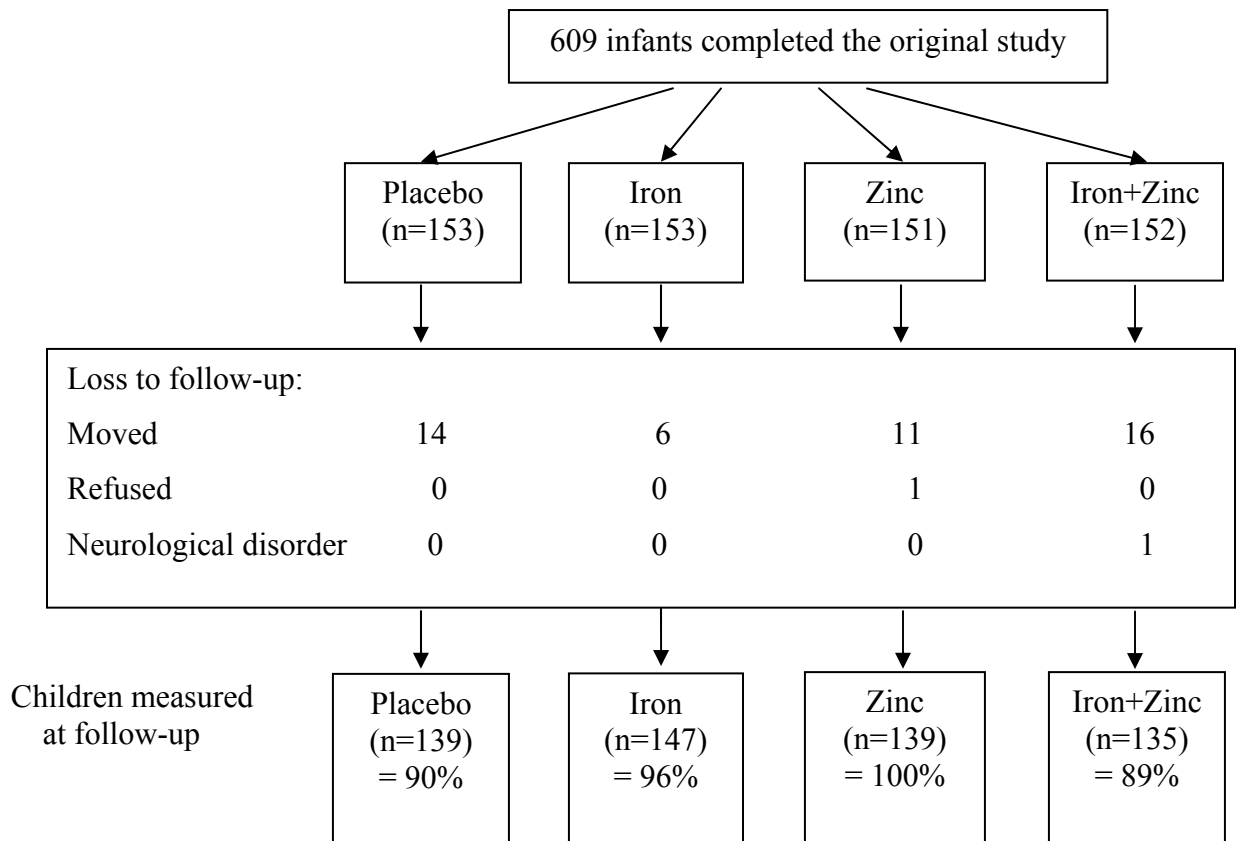 609 infants completed the original study
Placebo Iron Zinc Iron+Zinc
(n=153) (n=153) (n=151) (n=152)
Loss to follow-up:
Moved 14 6 11 16
Refused 0 0 1 0
Neurological disorder 0 0 0 1
Children measured
at follow-up
Placebo Iron Zinc Iron+Zinc
(n=139) (n=147) (n=139) (n=135)
= 90% = 96% = 100% = 89%